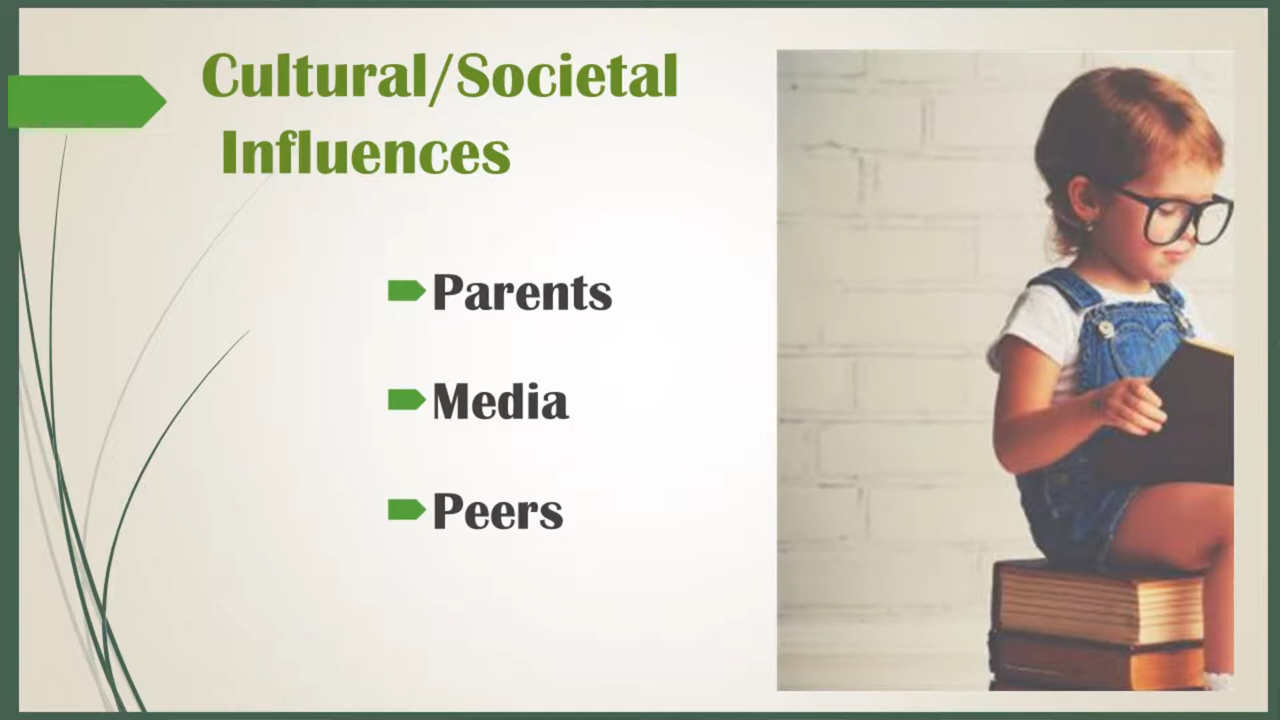 Cultural/Societal
Influences
Parents
Media
Peers